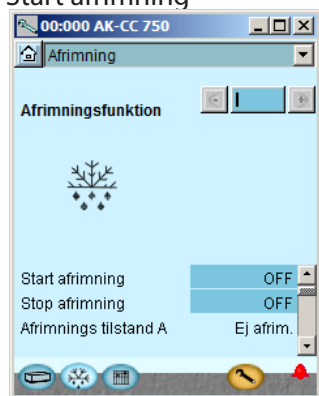 Start afrimning
00:000 AK-CC 750
Afrimning
Afrimningsfunktion
I
Start afrimning OFF
Stop afrimning OFF
Afrimnings tilstand A Ej afrim.